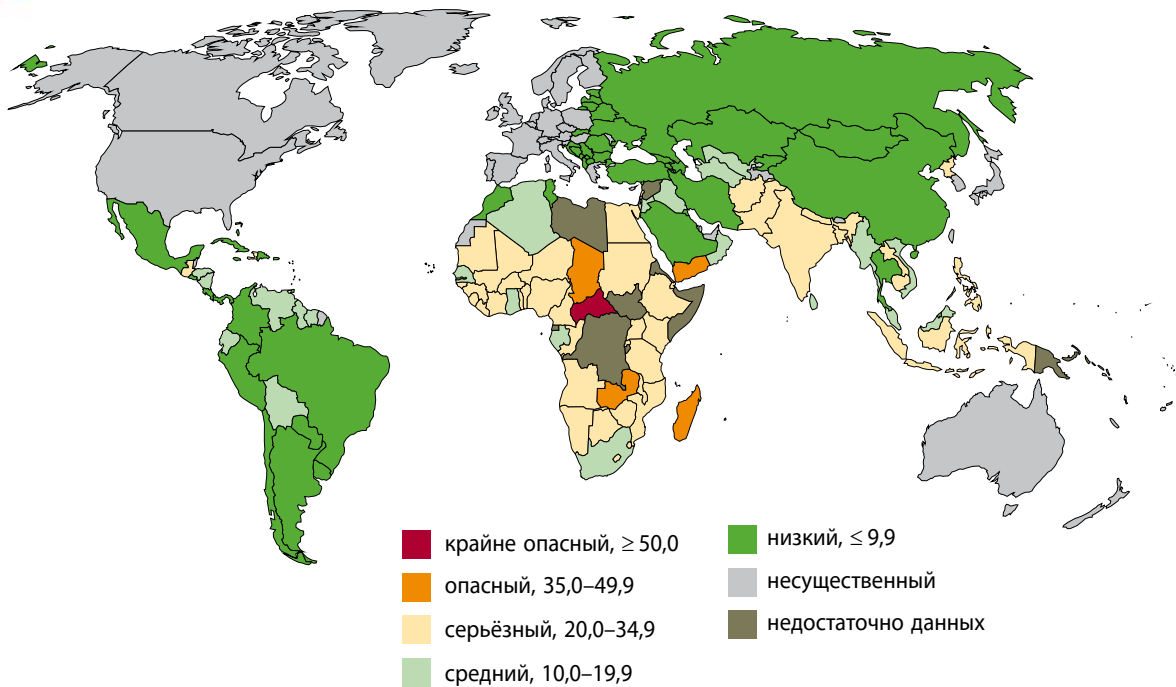 крайне опасный, ≥ 50,0
опасный, 35,0–49,9
серьёзный, 20,0–34,9
средний, 10,0–19,9
низкий, ≤ 9,9
несущественный
недостаточно данных